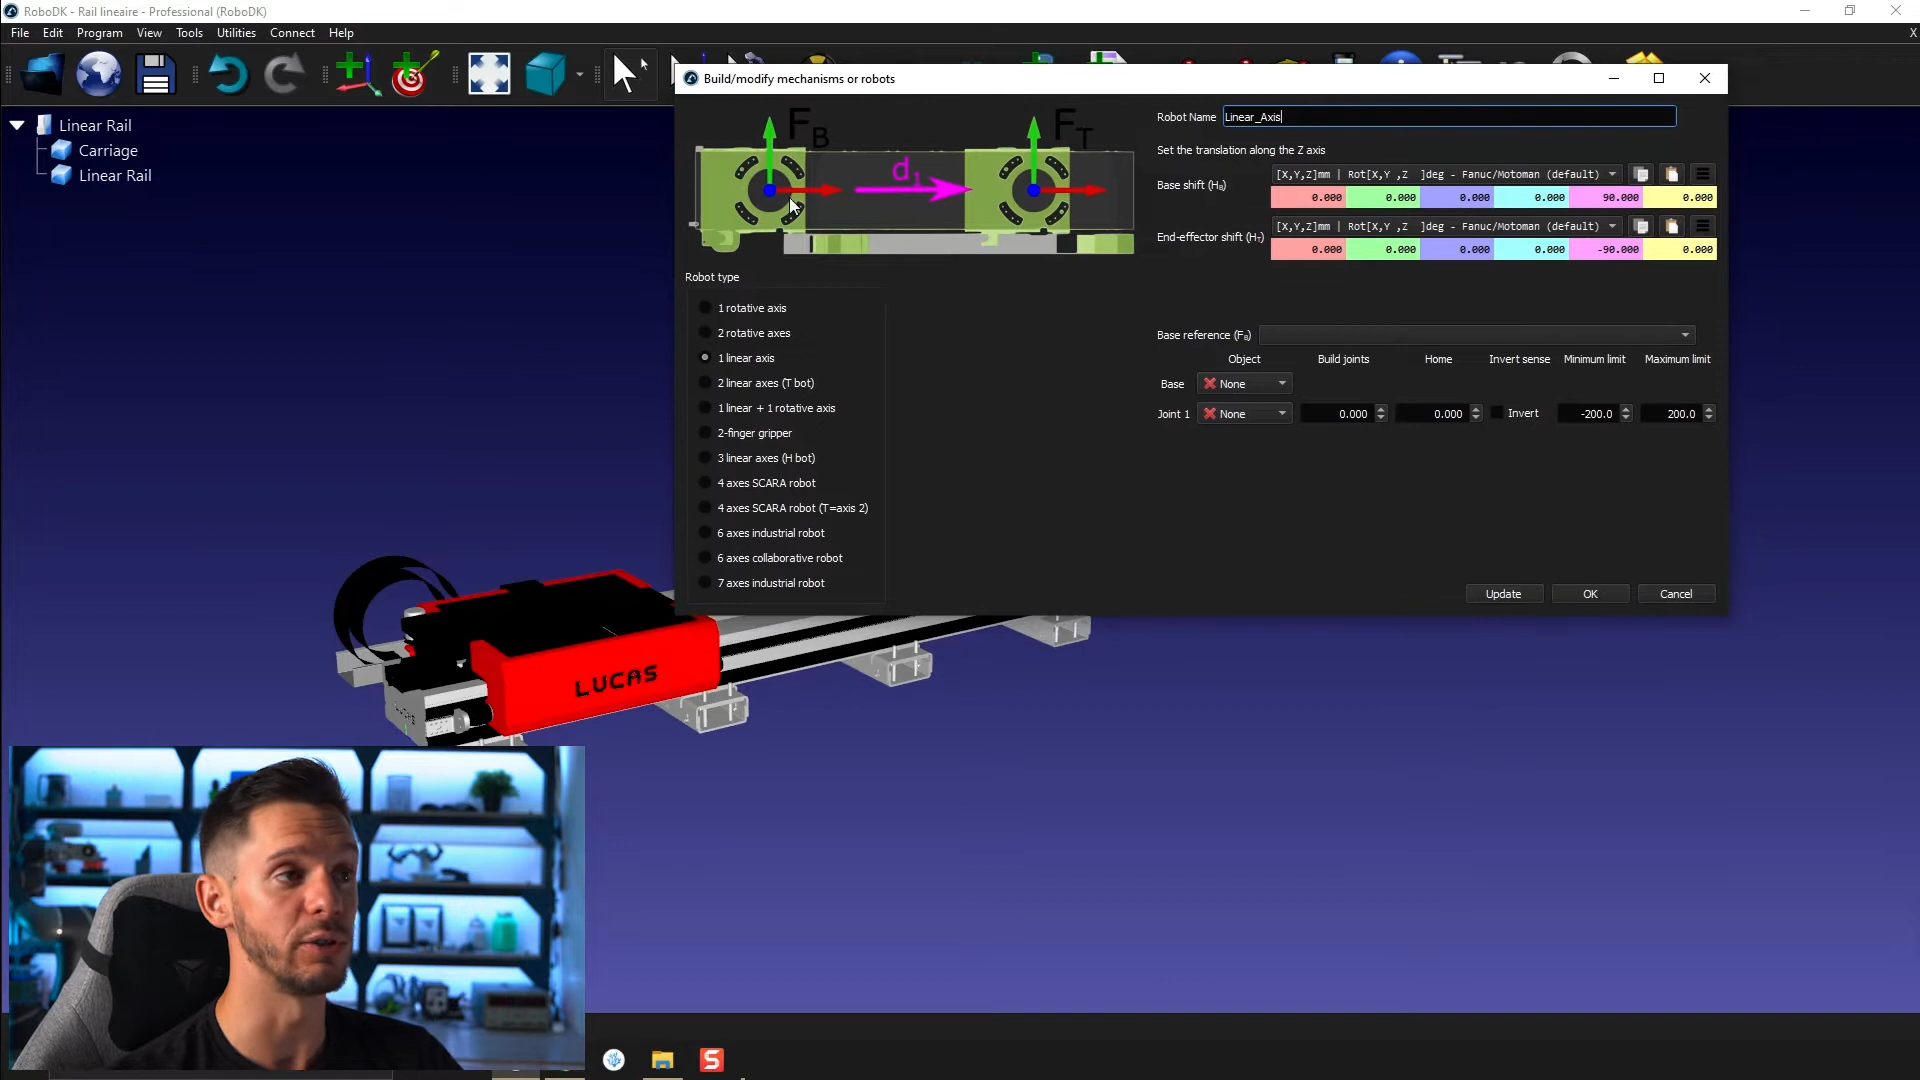 RoboDK - Rail lineaire - Professional (RoboDK)
File Edit Program View Tools Utilities Connect Help
X
Linear Rail
Carriage
Linear Rail
Build/modify mechanisms or robots
FB
FT
d1
Robot Name Linear_Axis
Set the translation along the Z axis
Base shift (HB)
[X,Y,Z]mm | Rot[X,Y ,Z ]deg - Fanuc/Motoman (default)
0.000 0.000 0.000 0.000 90.000 0.000
End-effector shift (HT)
[X,Y,Z]mm | Rot[X,Y ,Z ]deg - Fanuc/Motoman (default)
0.000 0.000 0.000 0.000 -90.000 0.000
Robot type
1 rotative axis
2 rotative axes
1 linear axis
2 linear axes (T bot)
1 linear + 1 rotative axis
2-finger gripper
3 linear axes (H bot)
4 axes SCARA robot
4 axes SCARA robot (T=axis 2)
6 axes industrial robot
6 axes collaborative robot
7 axes industrial robot
Base reference (FB)
Object Build joints Home Invert sense Minimum limit Maximum limit
Base None
Joint 1 None 0.000 0.000 Invert -200.0 200.0
Update OK Cancel
LUCAS